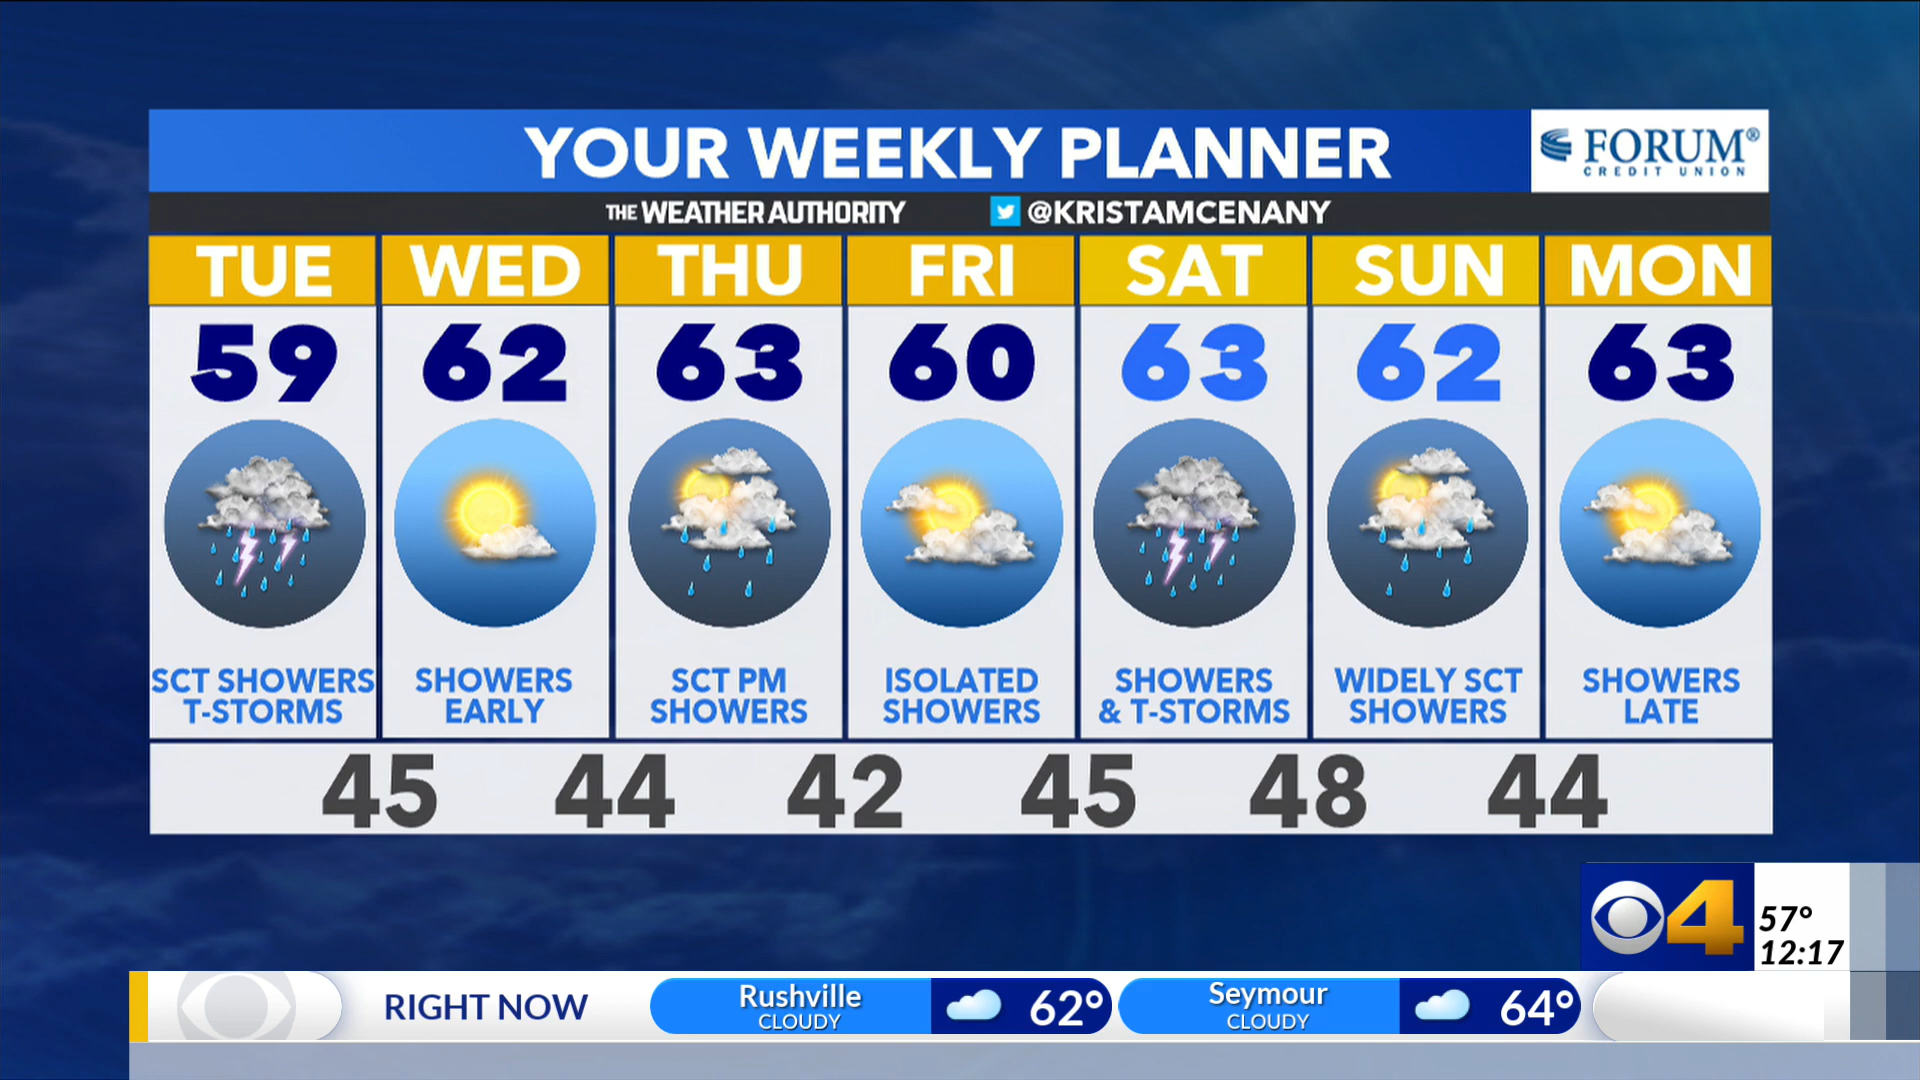 YOUR WEEKLY PLANNER
FORUM®
CREDIT UNION
THE WEATHER AUTHORITY @KRISTAMCENANY
TUE WED THU FRI SAT SUN MON
59 62 63 60 63 62 63
SCT SHOWERS
T-STORMS
SHOWERS
EARLY
SCT PM
SHOWERS
ISOLATED
SHOWERS
SHOWERS
& T-STORMS
WIDELY SCT
SHOWERS
SHOWERS
LATE
45 44 42 45 48 44
4
57°
12:17
RIGHT NOW
Rushville
CLOUDY
62°
Seymour
CLOUDY
64°